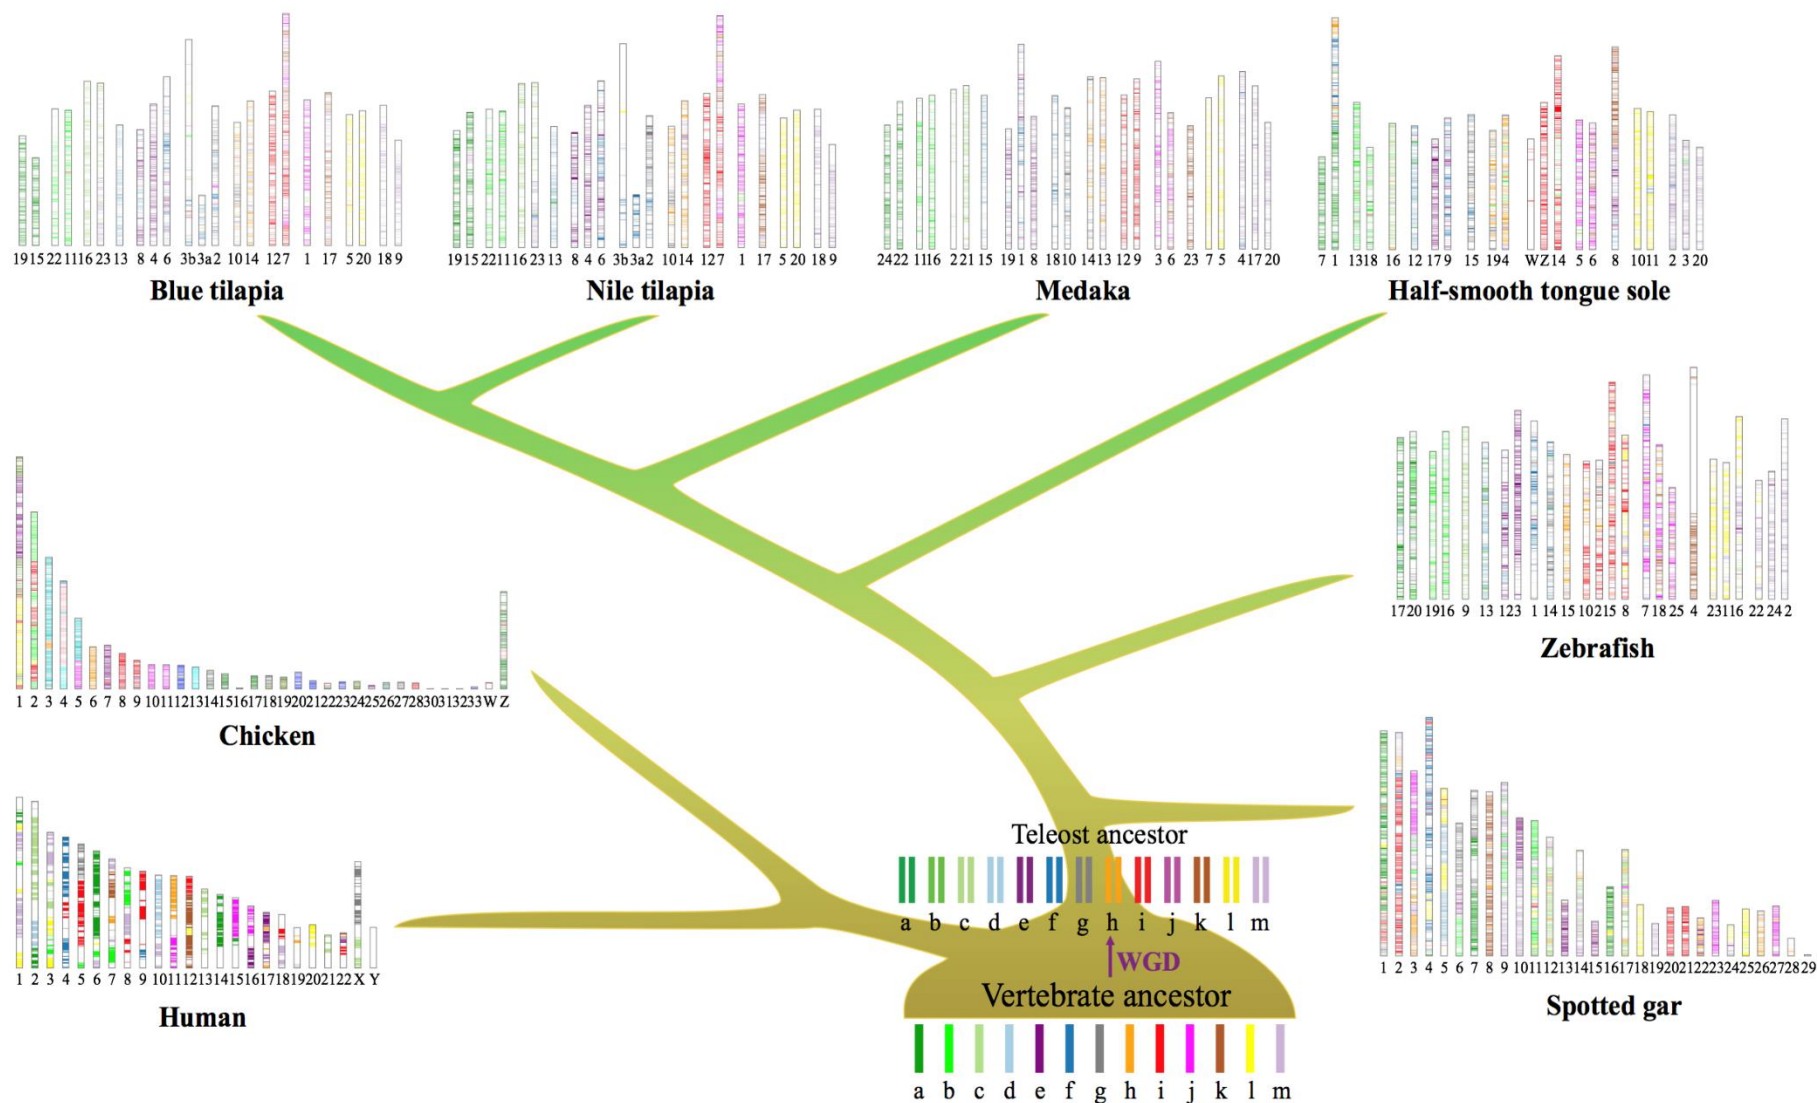 19 15 22 11 16 23 13 8 4 6 3b 3a 2 10 14 12 7 1 17 5 20 18 9
Blue tilapia
19 15 22 11 16 23 13 8 4 6 3b 3a 2 10 14 12 7 1 17 5 20 18 9
Nile tilapia
24 22 11 16 2 21 15 19 1 8 18 10 14 13 12 9 3 6 23 7 5 4 17 20
Medaka
7 1 13 18 16 12 17 9 15 19 4 W Z 14 5 6 8 10 11 2 3 20
Half-smooth tongue sole
17 20 19 16 9 13 12 3 1 14 15 10 21 5 8 7 18 25 4 23 11 6 22 24 2
Zebrafish
1 2 3 4 5 6 7 8 9 10 11 12 13 14 15 16 17 18 19 20 21 22 23 24 25 26 27 28 30 31 32 33 W Z
Chicken
1 2 3 4 5 6 7 8 9 10 11 12 13 14 15 16 17 18 19 20 21 22 X Y
Human
1 2 3 4 5 6 7 8 9 10 11 12 13 14 15 16 17 18 19 20 21 22 23 24 25 26 27 28 29
Spotted gar
Teleost ancestor
a b c d e f g h i j k l m
WGD
Vertebrate ancestor
a b c d e f g h i j k l m